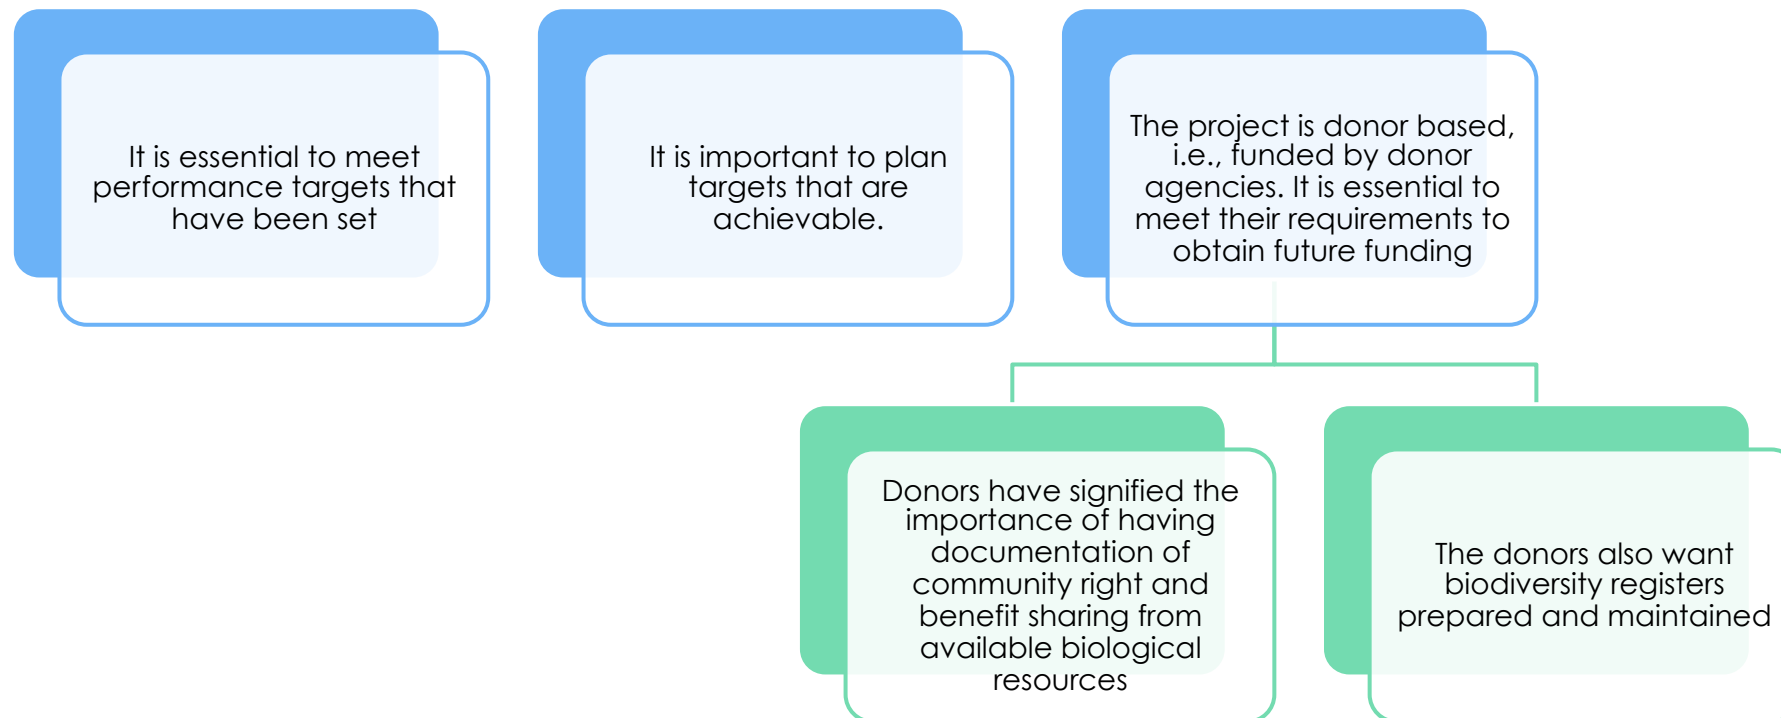 It is essential to meet
performance targets that
have been set
It is important to plan
targets that are
achievable.
The project is donor based,
i.e., funded by donor
agencies. It is essential to
meet their requirements to
obtain future funding
Donors have signified the
importance of having
documentation of
community right and
benefit sharing from
available biological
resources
The donors also want
biodiversity registers
prepared and maintained